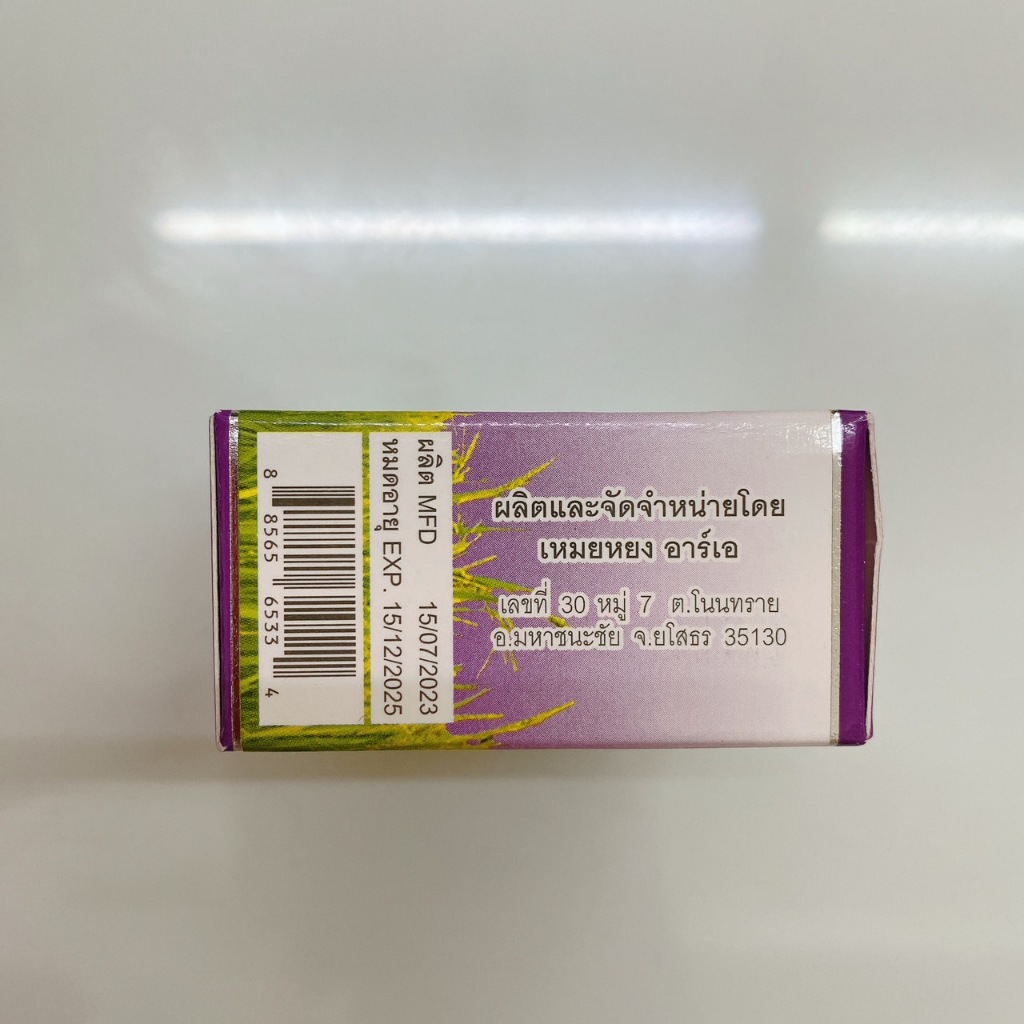 ผลิตและจัดจำหน่ายโดย
เหมยหยง อาร์เอ
เลขที่ 30 หมู่ 7 ต.โนนทราย
อ.มหาชนะชัย จ.ยโสธร 35130
ผลิต MFD 15/07/2023
หมดอายุ EXP. 15/12/2025
8 8565 6533 4